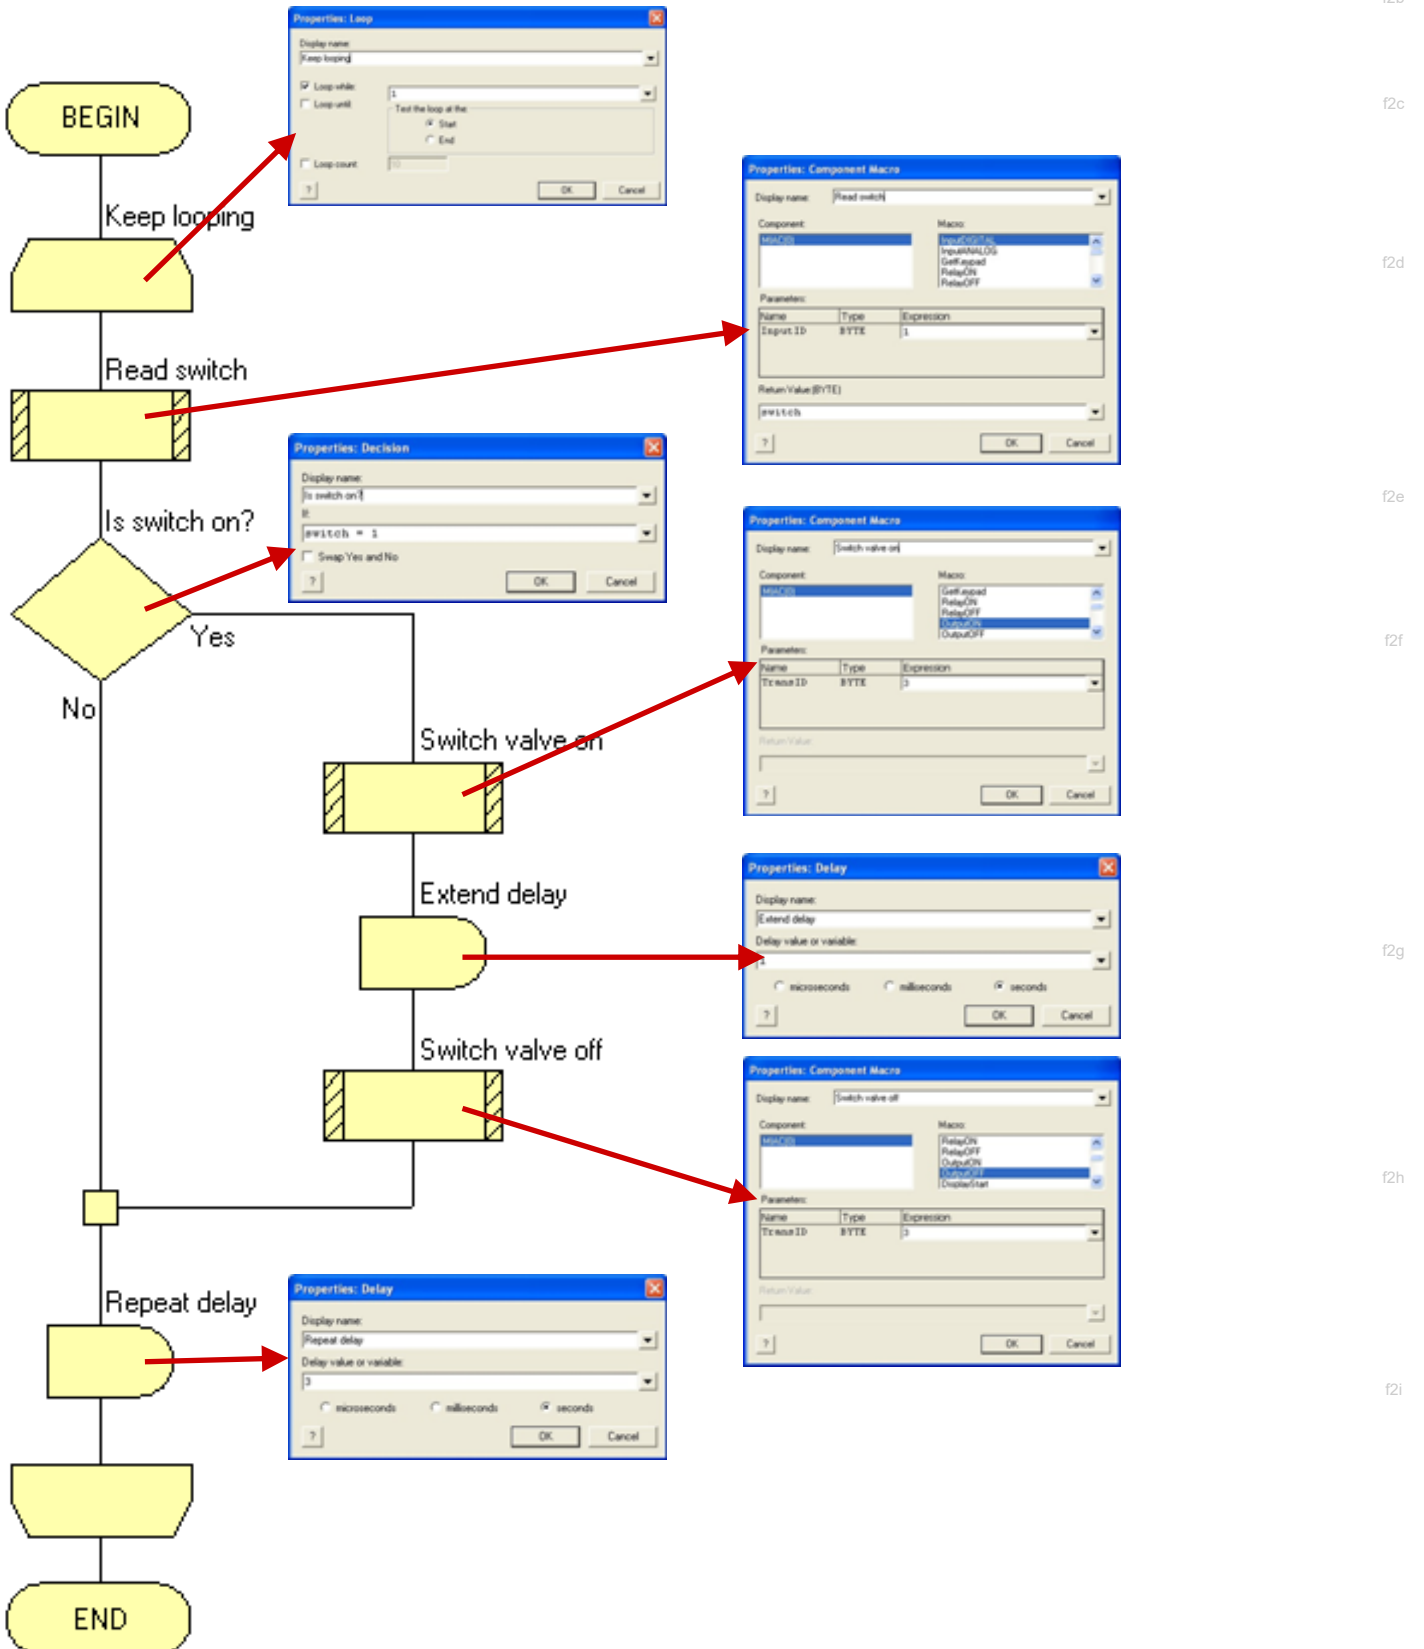 f2c
f2d
f2e
f2f
f2g
f2h
f2i
BEGIN
Keep looping
Read switch
Is switch on?
Yes
No
Switch valve on
Extend delay
Switch valve off
Repeat delay
END
Properties: Loop
Display name:
Keep looping
Loop while:
1
Loop until:
Test the loop at the:
Start
End
Loop count:
?
OK
Cancel
Properties: Component Macro
Display name:
Read switch
Component:
Macro:
MIAC(0)
InputDIGITAL
InputANALOG
GetKeypad
RelayON
RelayOFF
Parameters:
Name Type Expression
InputID BYTE 1
Return Value:(BYTE)
switch
?
OK
Cancel
Properties: Decision
Display name:
Is switch on?
If:
switch = 1
Swap Yes and No
?
OK
Cancel
Properties: Component Macro
Display name:
Switch valve on
Component:
Macro:
MIAC(0)
GetKeypad
RelayON
RelayOFF
OutputON
OutputOFF
Parameters:
Name Type Expression
TransID BYTE 3
Return Value:
?
OK
Cancel
Properties: Delay
Display name:
Extend delay
Delay value or variable:
1
microseconds
milliseconds
seconds
?
OK
Cancel
Properties: Component Macro
Display name:
Switch valve off
Component:
Macro:
MIAC(0)
RelayON
RelayOFF
OutputON
OutputOFF
DisplayStart
Parameters:
Name Type Expression
TransID BYTE 3
Return Value:
?
OK
Cancel
Properties: Delay
Display name:
Repeat delay
Delay value or variable:
3
microseconds
milliseconds
seconds
?
OK
Cancel